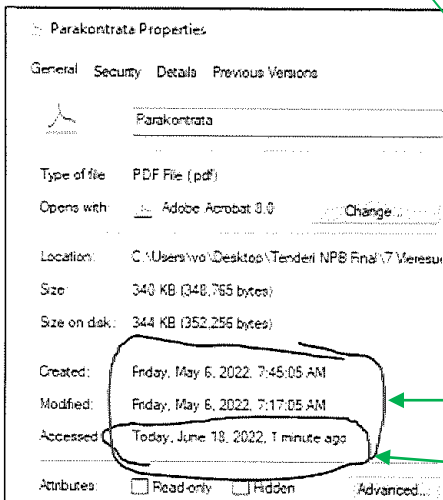 Parakontrata Properties
General Security Details Previous Versions
Parakontrata
Type of file PDF File (.pdf)
Opens with: Adobe Acrobat 8.0 Change...
Location: C:\Users\vo\Desktop\Tenderi NPB Final\7 Vleresue
Size: 340 KB (348,765 bytes)
Size on disk: 344 KB (352,256 bytes)
Created: Friday, May 6, 2022, 7:45:05 AM
Modified: Friday, May 6, 2022, 7:17:05 AM
Accessed: Today, June 18, 2022, 1 minute ago
Attributes: Read-only Hidden Advanced...